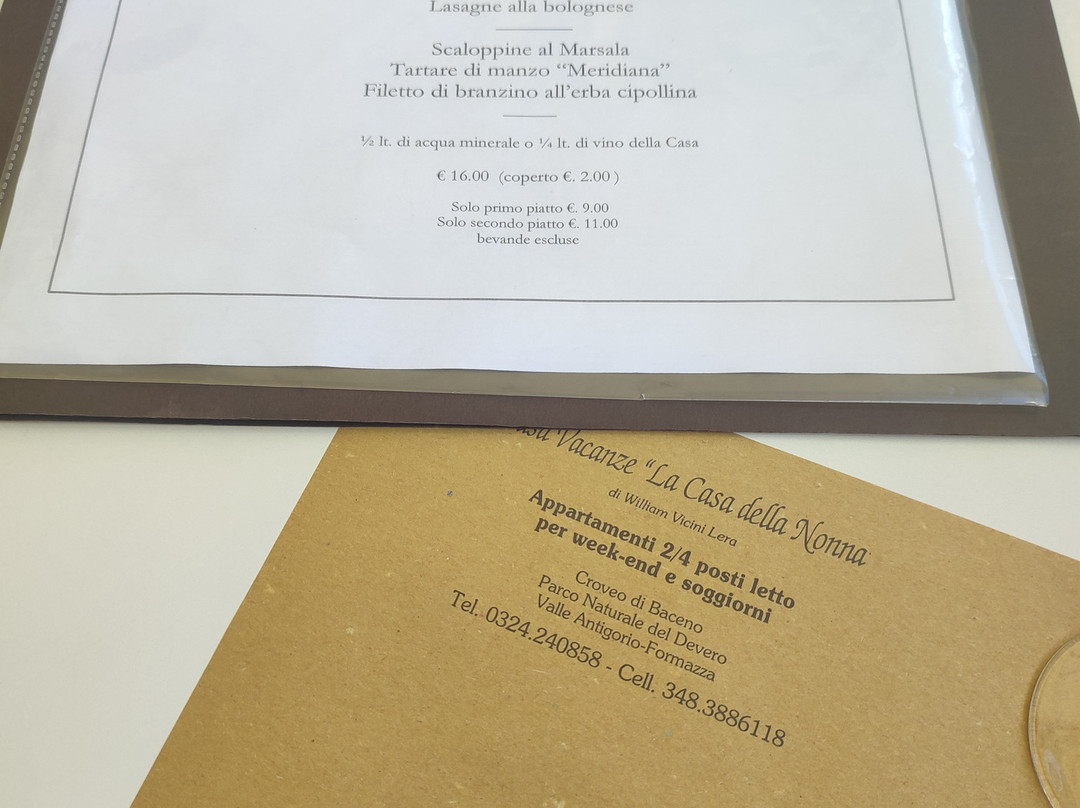 Lasagne alla bolognese
Scaloppine al Marsala
Tartare di manzo “Meridiana”
Filetto di branzino all’erba cipollina
½ lt. di acqua minerale o ¼ lt. di vino della Casa
€ 16.00 (coperto €. 2.00 )
Solo primo piatto €. 9.00
Solo secondo piatto €. 11.00
bevande escluse
Vacanze “La Casa della Nonna”
di William Vicini Lera
Appartamenti 2/4 posti letto
per week-end e soggiorni
Croveo di Baceno
Parco Naturale del Devero
Valle Antigorio-Formazza
Tel. 0324.240858 - Cell. 348.3886118